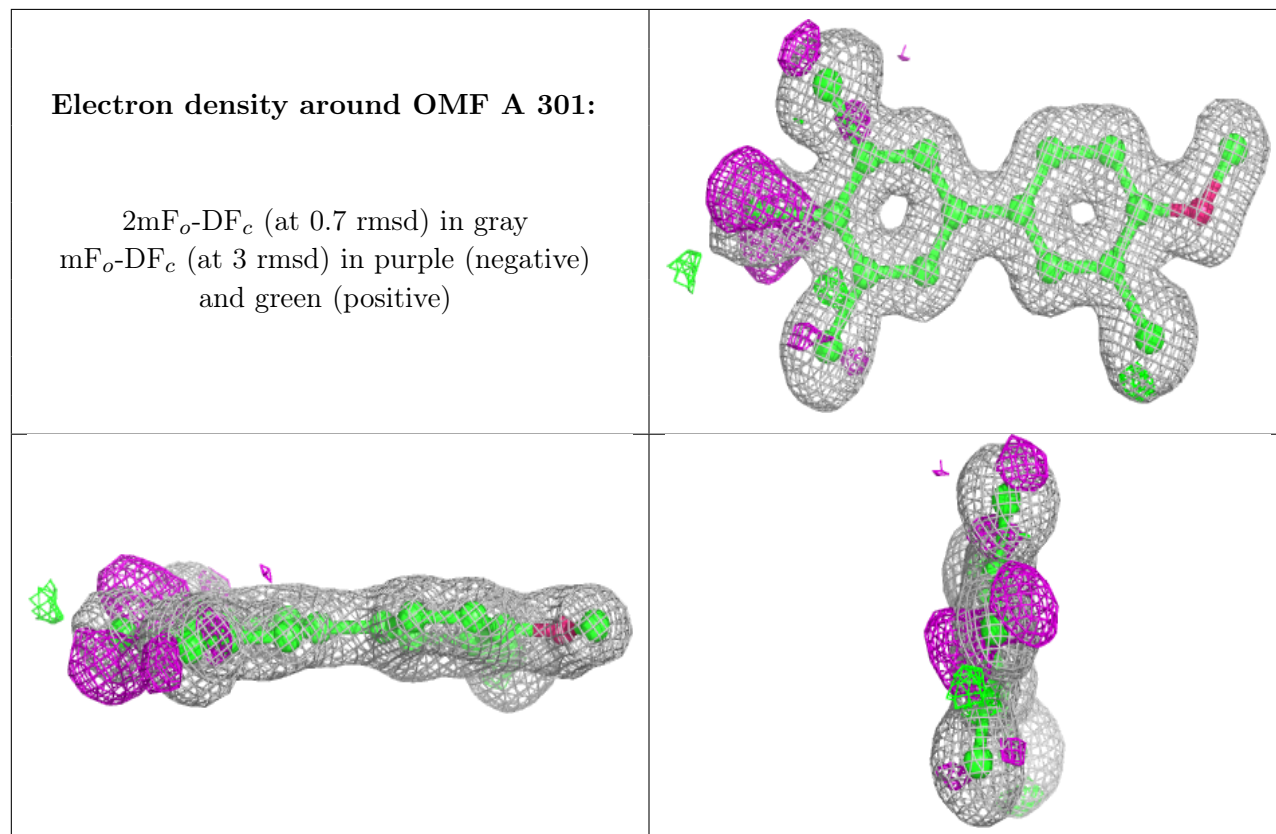 Electron density around OMF A 301:
2mFₒ-DF𝒸 (at 0.7 rmsd) in gray
mFₒ-DF𝒸 (at 3 rmsd) in purple (negative)
and green (positive)